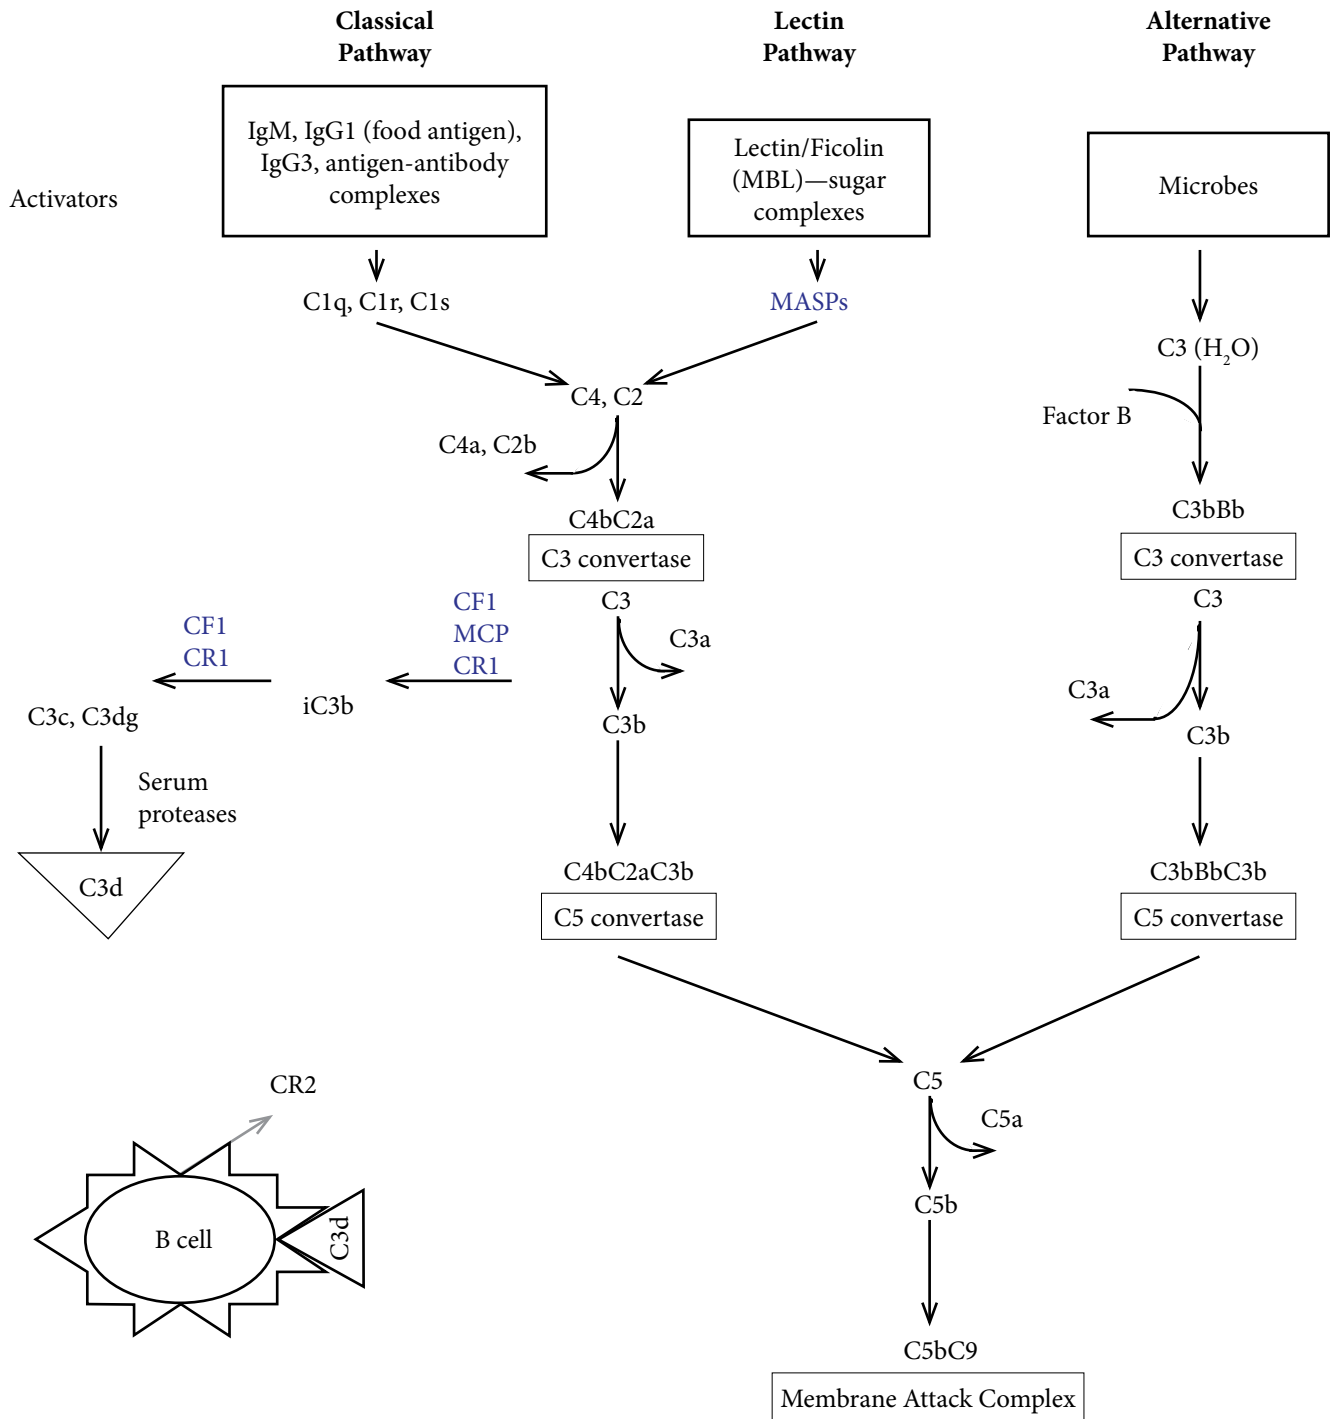 Classical
Pathway
Lectin
Pathway
Alternative
Pathway
Activators
IgM, IgG1 (food antigen),
IgG3, antigen-antibody
complexes
Lectin/Ficolin
(MBL)—sugar
complexes
Microbes
C1q, C1r, C1s
MASPs
C3 (H₂O)
C4, C2
Factor B
C4a, C2b
C4bC2a
C3 convertase
C3bBb
C3 convertase
C3
C3a
C3b
C3
C3a
C3b
CF1
MCP
CR1
iC3b
CF1
CR1
C3c, C3dg
Serum
proteases
C3d
C4bC2aC3b
C5 convertase
C3bBbC3b
C5 convertase
C5
C5a
C5b
C5bC9
Membrane Attack Complex
CR2
B cell
C3d